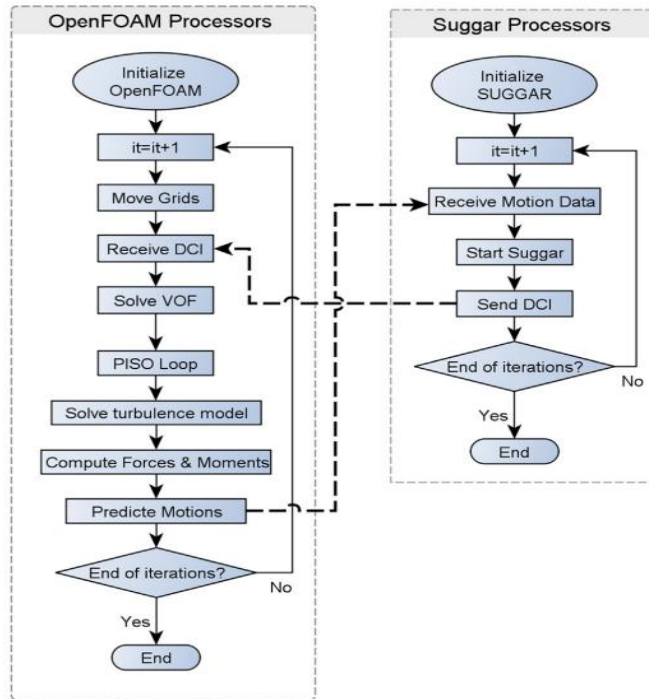 OpenFOAM Processors
Initialize
OpenFOAM
it=it+1
Move Grids
Receive DCI
Solve VOF
PISO Loop
Solve turbulence model
Compute Forces & Moments
Predicte Motions
End of iterations?
No
Yes
End
Suggar Processors
Initialize
SUGGAR
it=it+1
Receive Motion Data
Start Suggar
Send DCI
End of iterations?
No
Yes
End